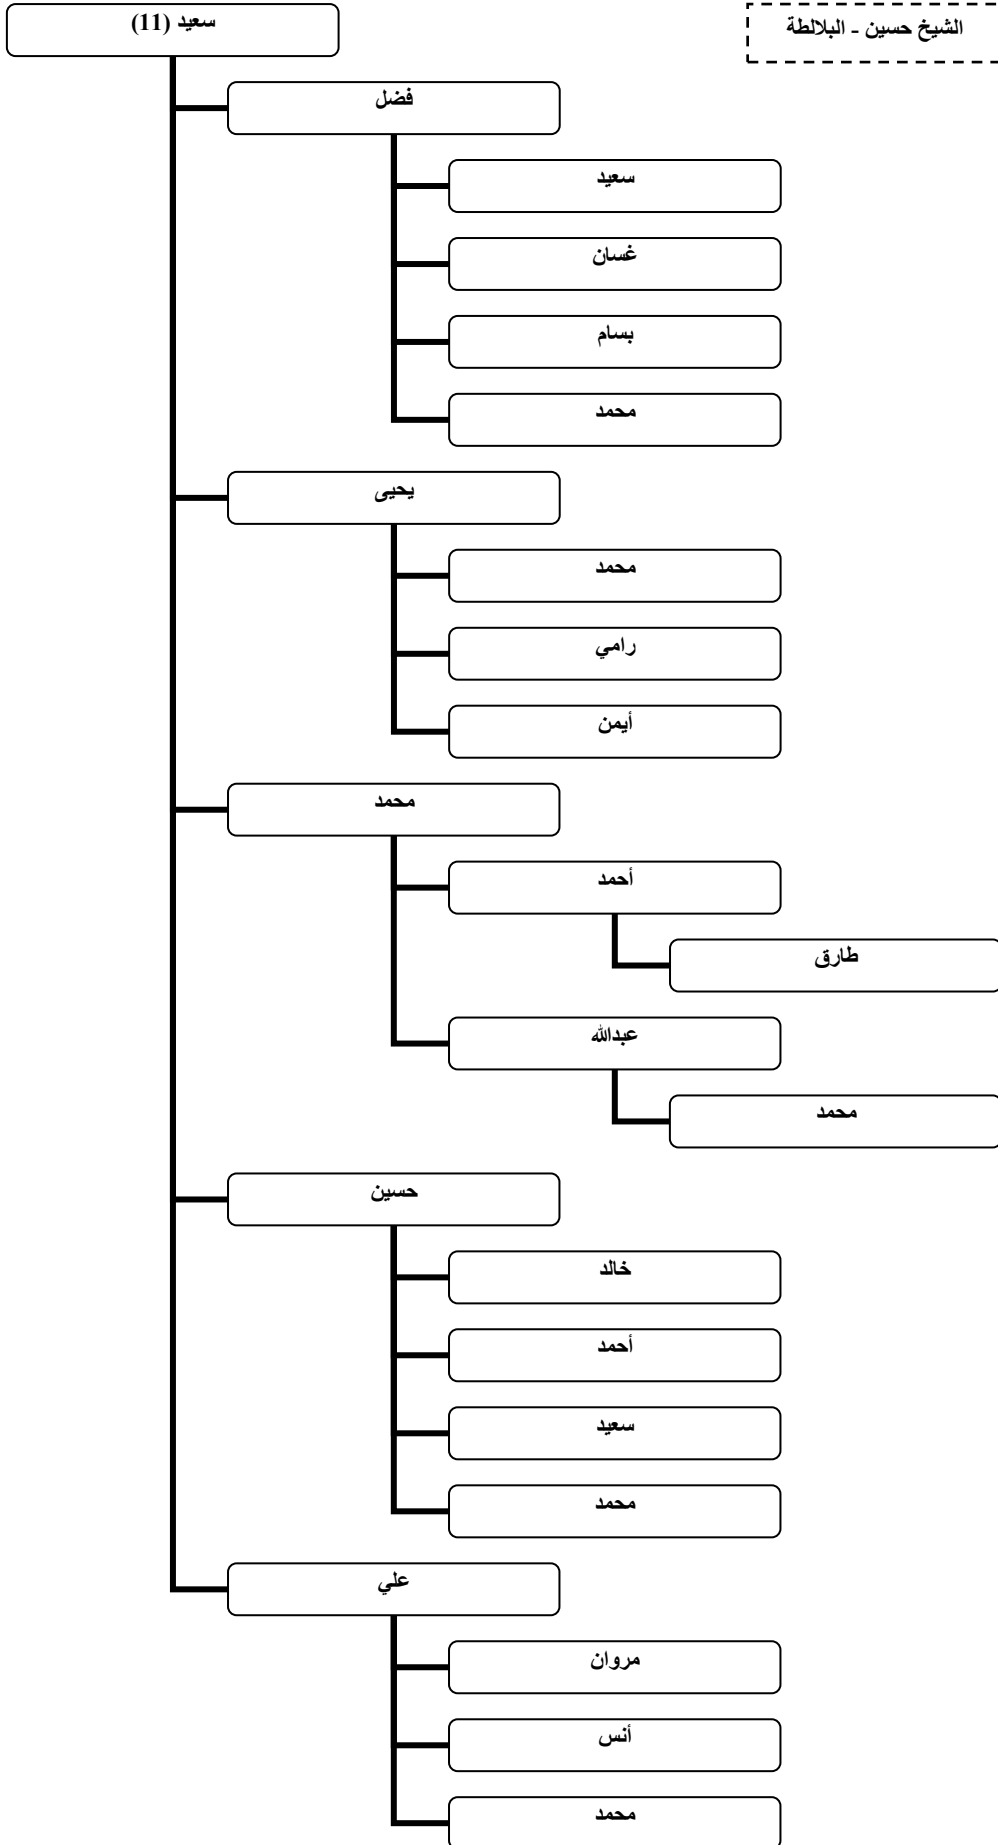 الشيخ حسين - البلالطة
سعيد (11)
فضل
سعيد
غسان
بسام
محمد
يحيى
محمد
رامي
أيمن
محمد
أحمد
طارق
عبدالله
محمد
حسين
خالد
أحمد
سعيد
محمد
علي
مروان
أنس
محمد